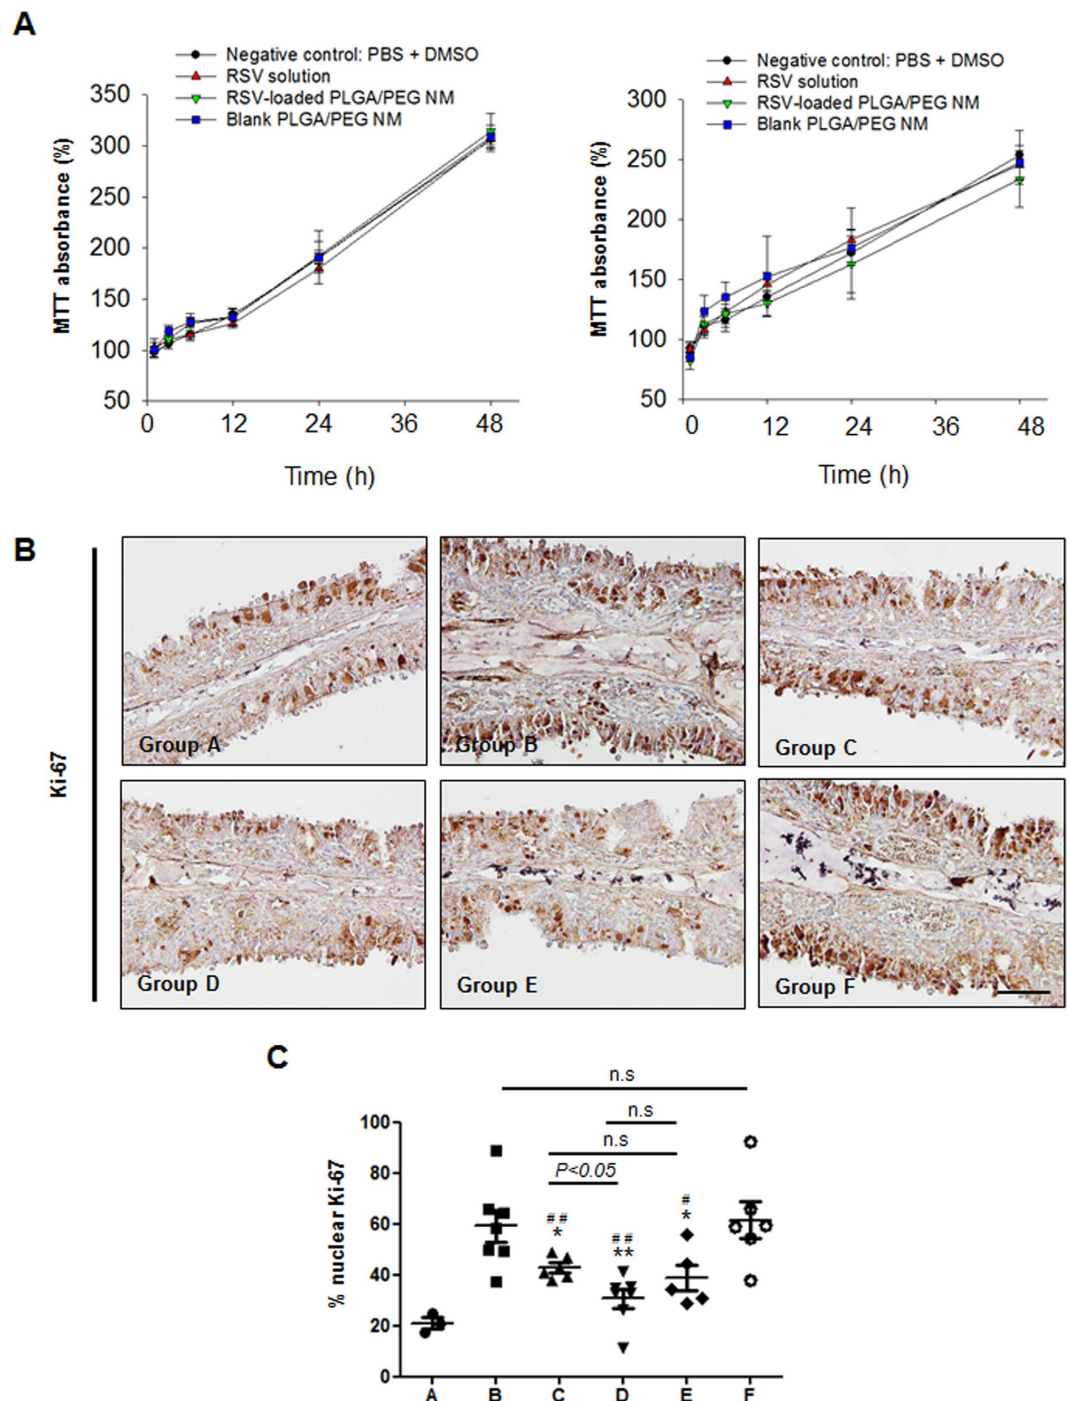 A
Negative control: PBS + DMSO
RSV solution
RSV-loaded PLGA/PEG NM
Blank PLGA/PEG NM
350
300
250
200
150
100
50
MTT absorbance (%)
0 12 24 36 48
Time (h)
Negative control: PBS + DMSO
RSV solution
RSV-loaded PLGA/PEG NM
Blank PLGA/PEG NM
300
250
200
150
100
50
MTT absorbance (%)
0 12 24 36 48
Time (h)
B
Ki-67
Group A
Group B
Group C
Group D
Group E
Group F
C
n.s
n.s
n.s
P<0.05
##
*
##
**
#
*
100
80
60
40
20
0
% nuclear Ki-67
A B C D E F